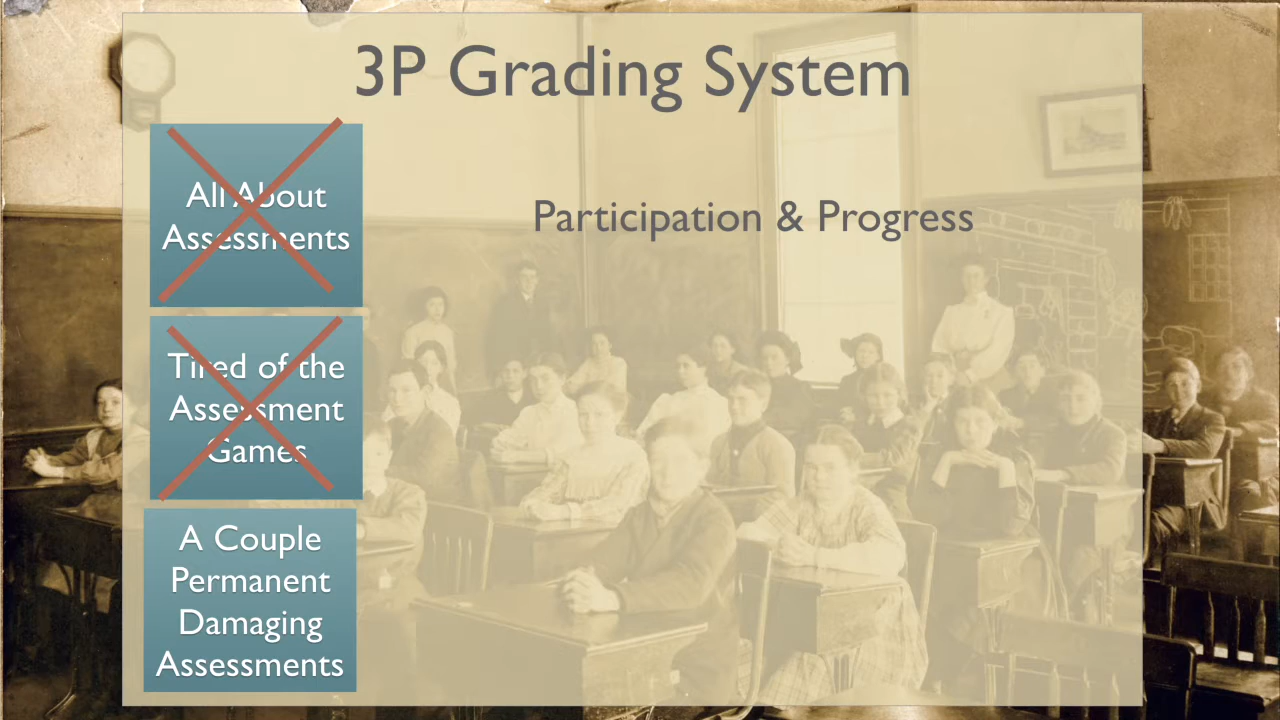 3P Grading System
All About
Assessments
Participation & Progress
Tired of the
Assessment
Games
A Couple
Permanent
Damaging
Assessments